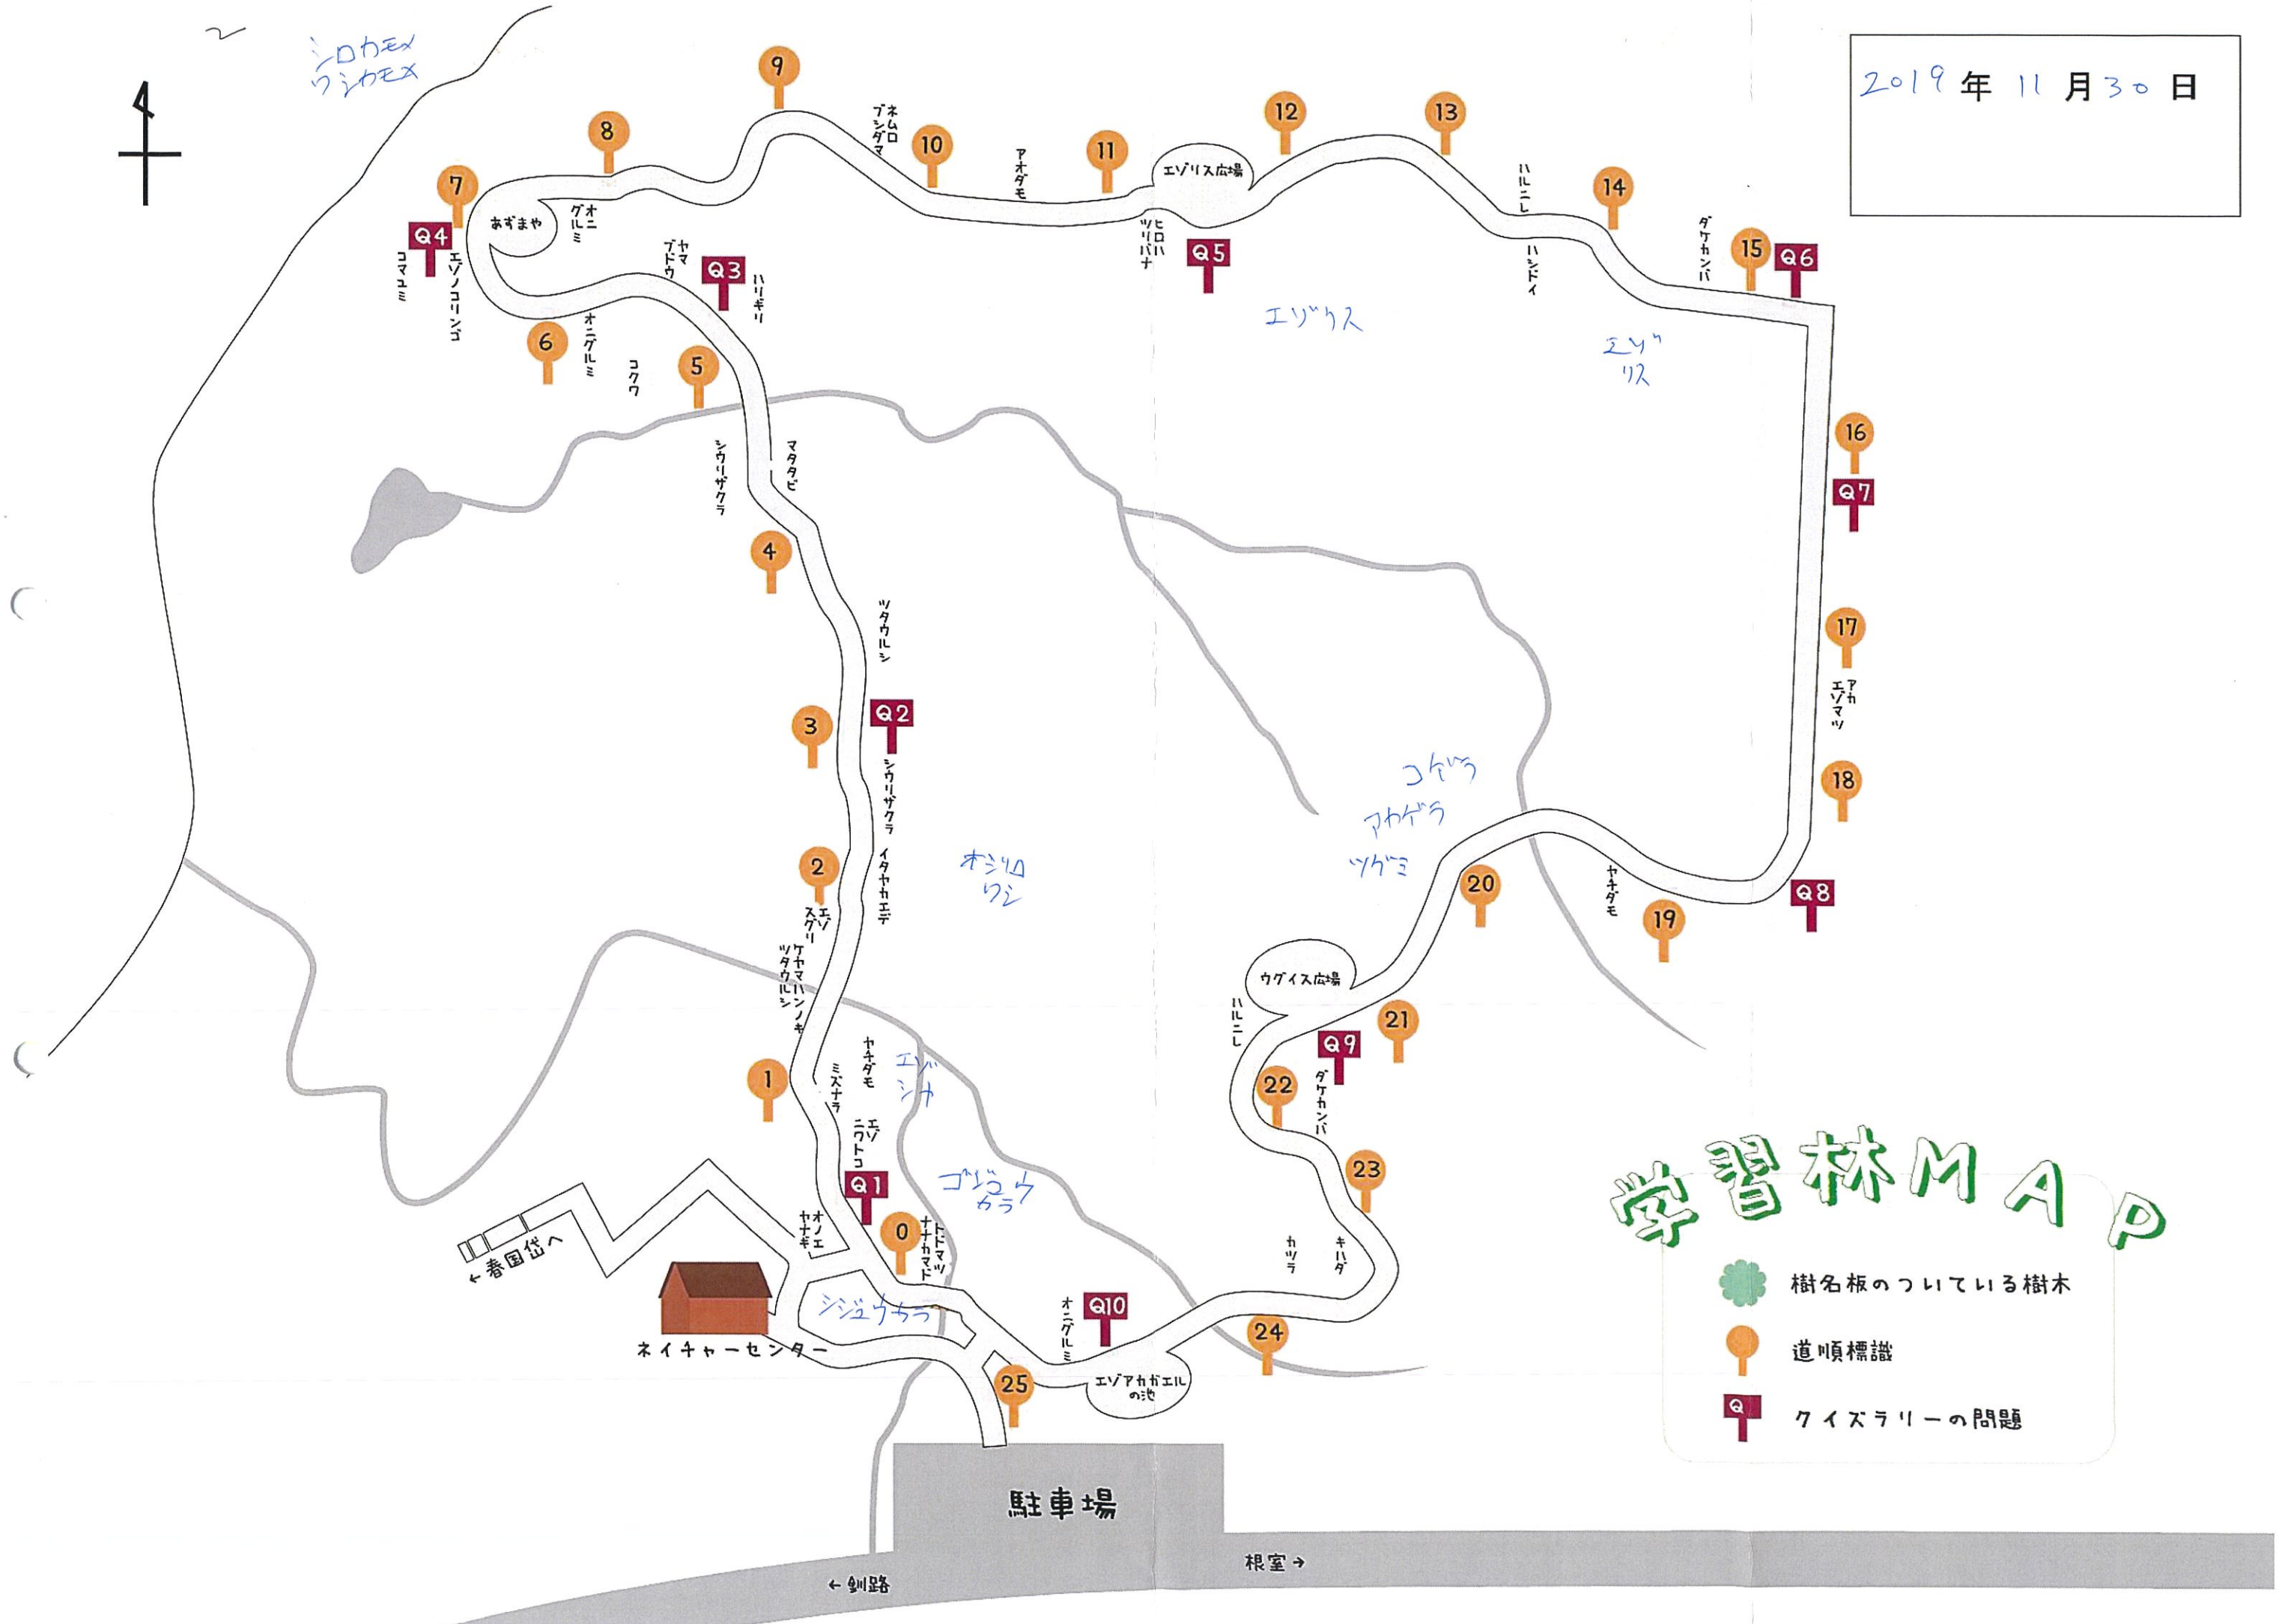 シロカモメ
ワシカモメ
2019年11月30日
9
8
ネムロ
ブシダマ
10
アオダモ
11
エゾリス広場
12
13
ハルニレ
14
ダケカンバ
15
Q6
7
Q4
コマユミ
エゾノコリンゴ
あずまや
オニ
グルミ
ヤマ
ブドウ
Q3
ハリギリ
ヒロハ
ツリバナ
Q5
ハシドイ
エゾリス
エゾ
リス
6
オニグルミ
コクワ
5
シウリザクラ
マタタビ
16
Q7
4
ツタウルシ
17
アカ
エゾマツ
3
Q2
シウリザクラ
18
コゲラ
アカゲラ
ツグミ
2
エゾ
スグリ
イタヤカエデ
オジロ
ワシ
20
ヤチダモ
19
Q8
ケヤマハンノキ
ツタウルシ
ウグイス広場
ハルニレ
21
Q9
1
ミズナラ
ヤチダモ
エゾ
シカ
22
ダケカンバ
エゾ
ニワトコ
Q1
ゴジュウ
カラ
23
オノエ
ヤナギ
0
トドマツ
ナナカマド
カツラ
キハダ
←春国岱へ
シジュウカラ
オニグルミ
Q10
24
ネイチャーセンター
25
エゾアカガエル
の池
学習林MAP
樹名板のついている樹木
道順標識
Q
クイズラリーの問題
駐車場
根室→
←釧路